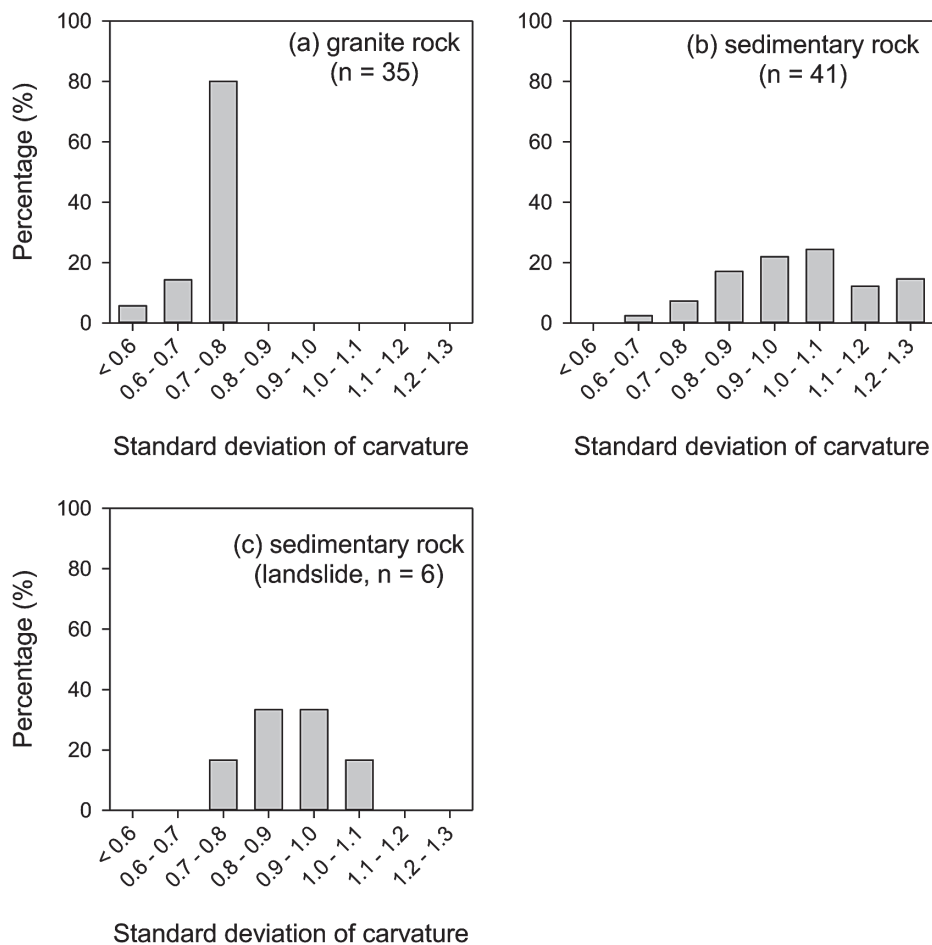 (a) granite rock
(n = 35)
Percentage (%)
100
80
60
40
20
0
< 0.6
0.6 - 0.7
0.7 - 0.8
0.8 - 0.9
0.9 - 1.0
1.0 - 1.1
1.1 - 1.2
1.2 - 1.3
Standard deviation of carvature
(b) sedimentary rock
(n = 41)
100
80
60
40
20
0
< 0.6
0.6 - 0.7
0.7 - 0.8
0.8 - 0.9
0.9 - 1.0
1.0 - 1.1
1.1 - 1.2
1.2 - 1.3
Standard deviation of carvature
(c) sedimentary rock
(landslide, n = 6)
Percentage (%)
100
80
60
40
20
0
< 0.6
0.6 - 0.7
0.7 - 0.8
0.8 - 0.9
0.9 - 1.0
1.0 - 1.1
1.1 - 1.2
1.2 - 1.3
Standard deviation of carvature